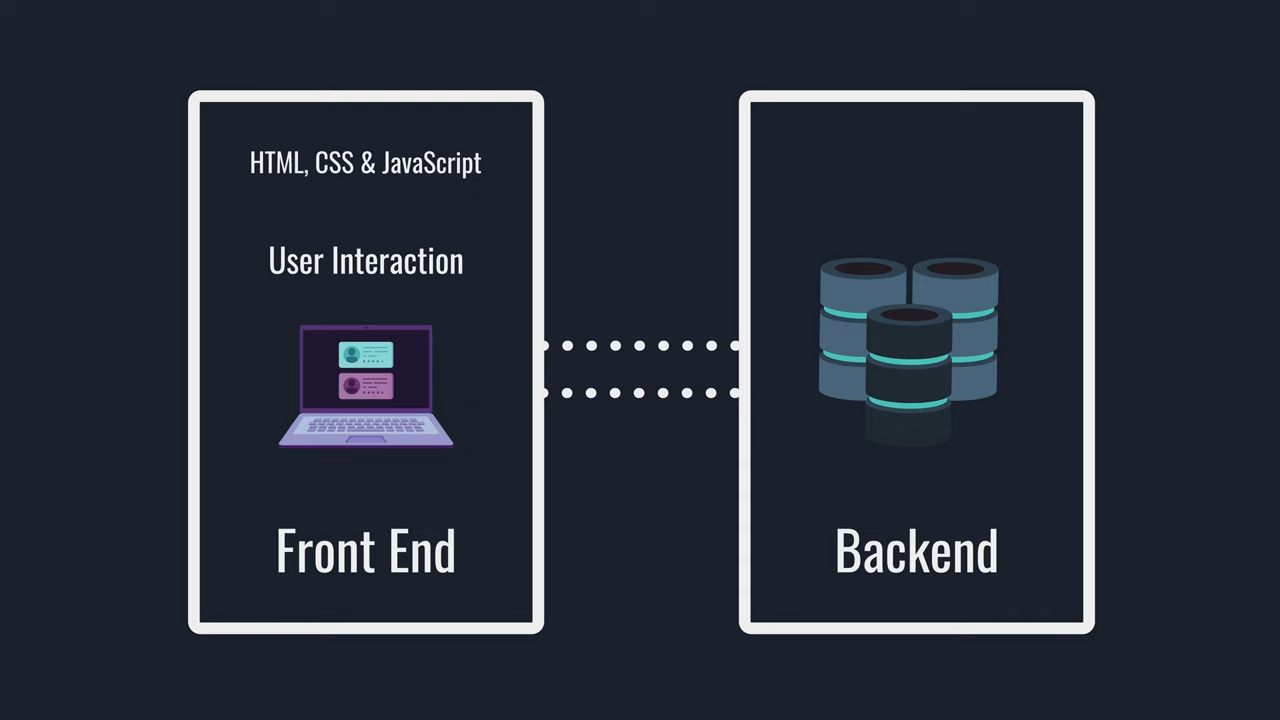 HTML, CSS & JavaScript
User Interaction
Front End
Backend